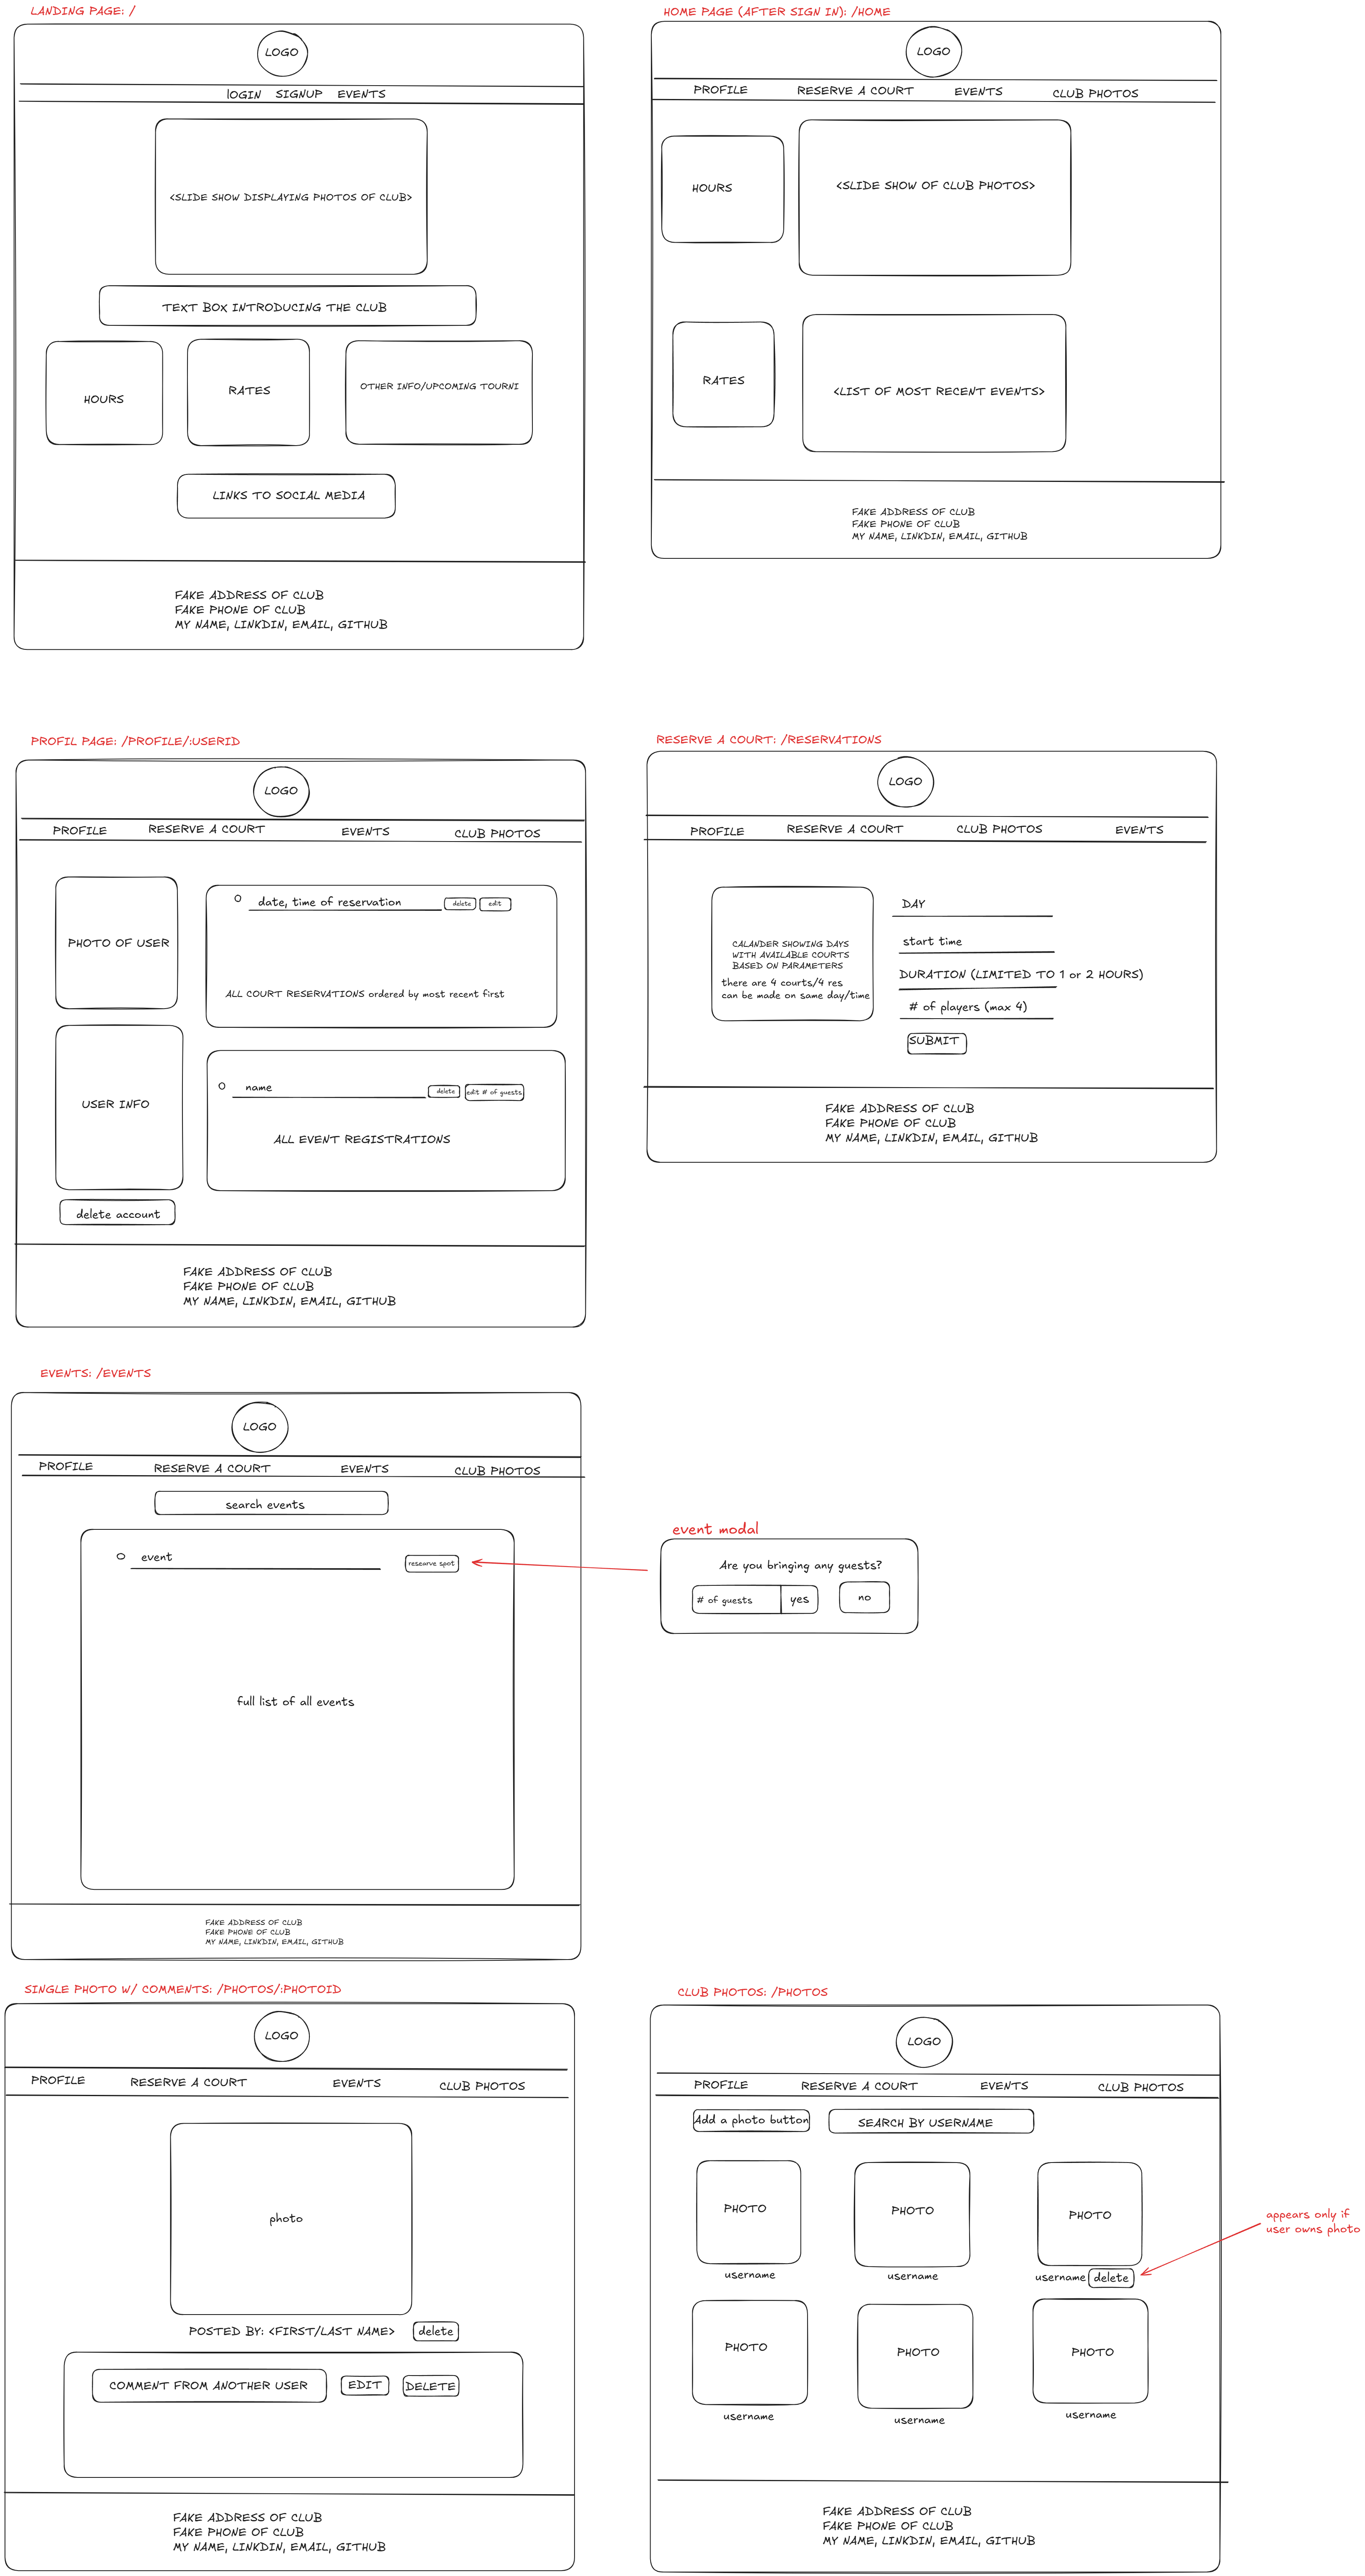 LANDING PAGE: /
LOGO
lOGIN SIGNUP EVENTS
<SLIDE SHOW DISPLAYING PHOTOS OF CLUB>
TEXT BOX INTRODUCING THE CLUB
HOURS
RATES
OTHER INFO/UPCOMING TOURNI
LINKS TO SOCIAL MEDIA
FAKE ADDRESS OF CLUB
FAKE PHONE OF CLUB
MY NAME, LINKDIN, EMAIL, GITHUB
HOME PAGE (AFTER SIGN IN): /HOME
LOGO
PROFILE RESERVE A COURT EVENTS CLUB PHOTOS
HOURS
<SLIDE SHOW OF CLUB PHOTOS>
RATES
<LIST OF MOST RECENT EVENTS>
FAKE ADDRESS OF CLUB
FAKE PHONE OF CLUB
MY NAME, LINKDIN, EMAIL, GITHUB
PROFIL PAGE: /PROFILE/:USERID
LOGO
PROFILE RESERVE A COURT EVENTS CLUB PHOTOS
PHOTO OF USER
date, time of reservation delete edit
ALL COURT RESERVATIONS ordered by most recent first
USER INFO
name delete edit # of guests
ALL EVENT REGISTRATIONS
delete account
FAKE ADDRESS OF CLUB
FAKE PHONE OF CLUB
MY NAME, LINKDIN, EMAIL, GITHUB
RESERVE A COURT: /RESERVATIONS
LOGO
PROFILE RESERVE A COURT CLUB PHOTOS EVENTS
CALANDER SHOWING DAYS
WITH AVAILABLE COURTS
BASED ON PARAMETERS
there are 4 courts/4 res
can be made on same day/time
DAY
start time
DURATION (LIMITED TO 1 or 2 HOURS)
# of players (max 4)
SUBMIT
FAKE ADDRESS OF CLUB
FAKE PHONE OF CLUB
MY NAME, LINKDIN, EMAIL, GITHUB
EVENTS: /EVENTS
LOGO
PROFILE RESERVE A COURT EVENTS CLUB PHOTOS
search events
event researve spot
full list of all events
FAKE ADDRESS OF CLUB
FAKE PHONE OF CLUB
MY NAME, LINKDIN, EMAIL, GITHUB
event modal
Are you bringing any guests?
# of guests yes no
SINGLE PHOTO W/ COMMENTS: /PHOTOS/:PHOTOID
LOGO
PROFILE RESERVE A COURT EVENTS CLUB PHOTOS
photo
POSTED BY: <FIRST/LAST NAME> delete
COMMENT FROM ANOTHER USER EDIT DELETE
FAKE ADDRESS OF CLUB
FAKE PHONE OF CLUB
MY NAME, LINKDIN, EMAIL, GITHUB
CLUB PHOTOS: /PHOTOS
LOGO
PROFILE RESERVE A COURT EVENTS CLUB PHOTOS
Add a photo button SEARCH BY USERNAME
PHOTO PHOTO PHOTO
username username username delete
appears only if
user owns photo
PHOTO PHOTO PHOTO
username username username
FAKE ADDRESS OF CLUB
FAKE PHONE OF CLUB
MY NAME, LINKDIN, EMAIL, GITHUB